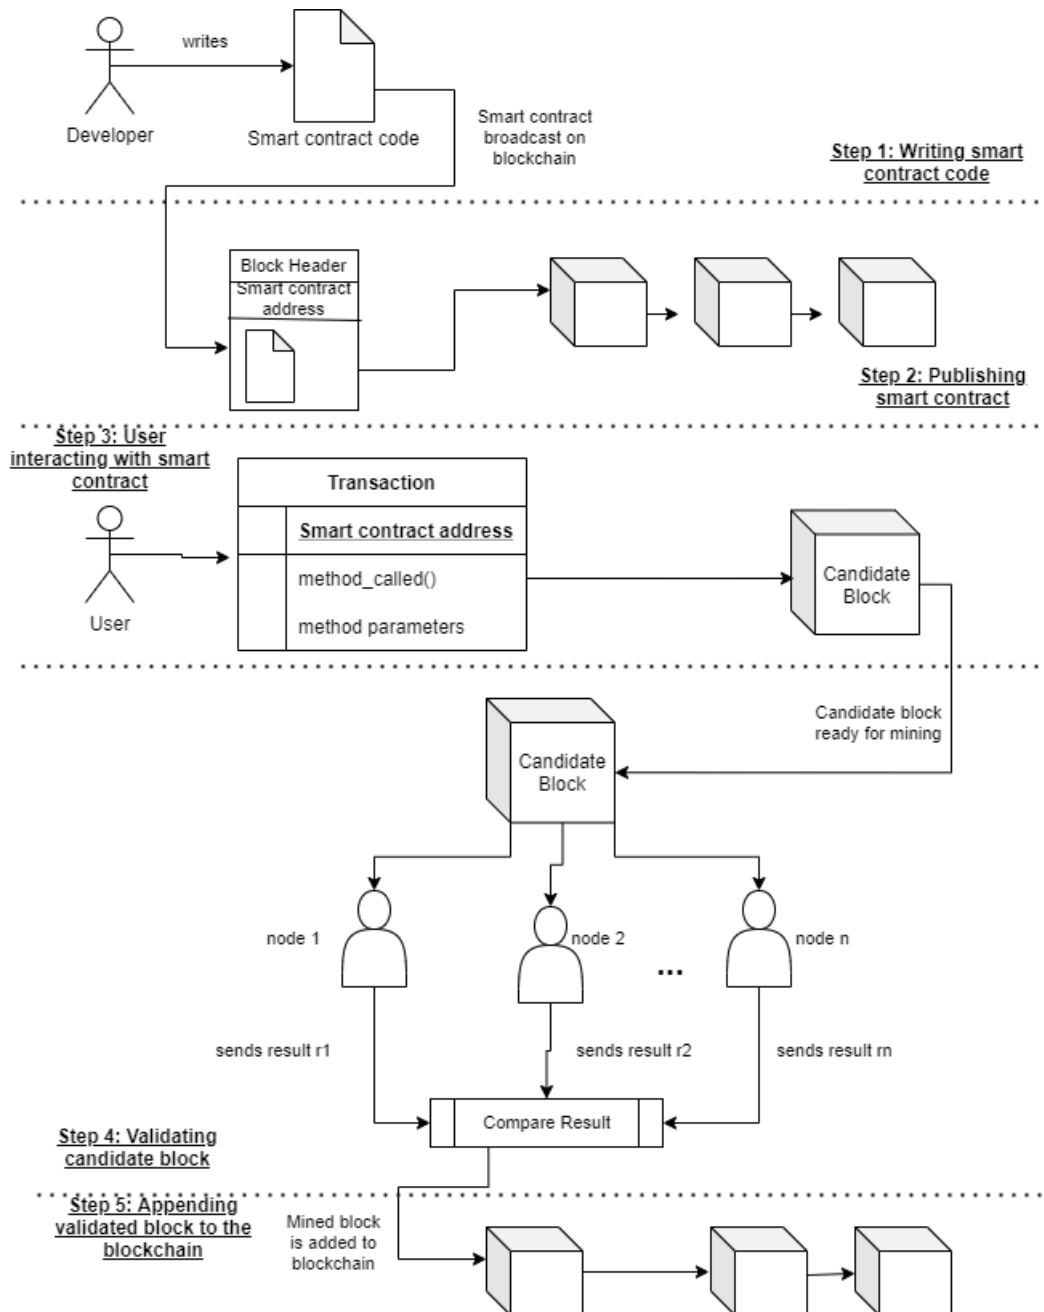 writes
Developer
Smart contract code
Smart contract
broadcast on
blockchain
Step 1: Writing smart
contract code
Block Header
Smart contract
address
Step 2: Publishing
smart contract
Step 3: User
interacting with smart
contract
Transaction
Smart contract address
method_called()
method parameters
User
Candidate
Block
Candidate block
ready for mining
Candidate
Block
node 1
node 2
...
node n
sends result r1
sends result r2
sends result rn
Compare Result
Step 4: Validating
candidate block
Step 5: Appending
validated block to the
blockchain
Mined block
is added to
blockchain